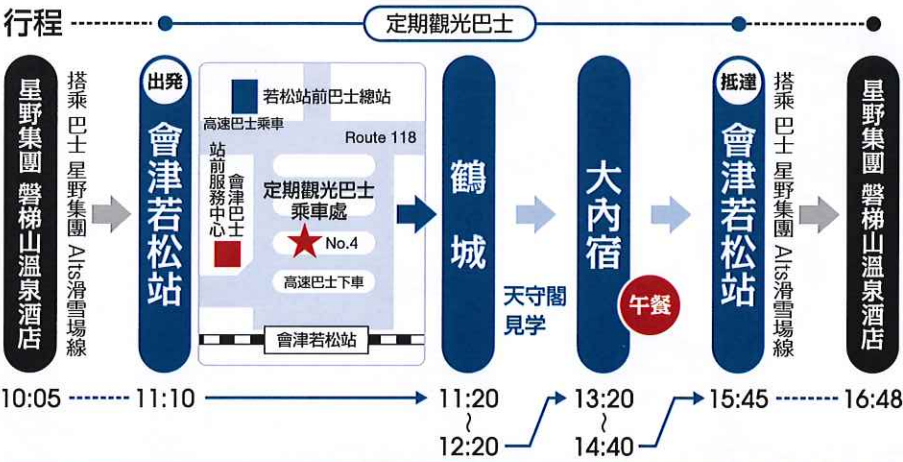 行程
定期觀光巴士
星野集團 磐梯山溫泉酒店
搭乘 巴士 星野集團 Alts滑雪場線
出発
會津若松站
若松站前巴士總站
高速巴士乘車
Route 118
會津巴士
站前服務中心
定期觀光巴士
乘車處
No.4
高速巴士下車
會津若松站
鶴城
天守閣
見学
大內宿
午餐
抵達
會津若松站
搭乘 巴士 星野集團 Alts滑雪場線
星野集團 磐梯山溫泉酒店
10:05
11:10
11:20
~
12:20
13:20
~
14:40
15:45
16:48